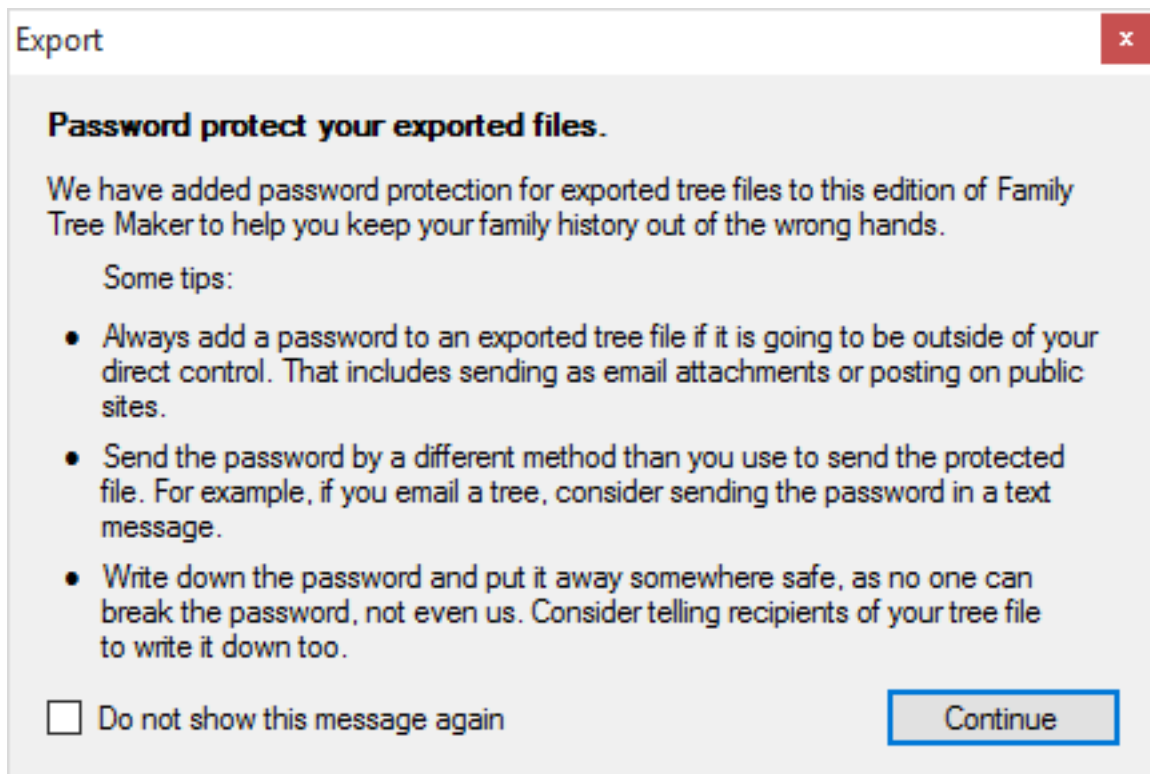 Export
x
Password protect your exported files.
We have added password protection for exported tree files to this edition of Family
Tree Maker to help you keep your family history out of the wrong hands.
Some tips:
● Always add a password to an exported tree file if it is going to be outside of your
direct control. That includes sending as email attachments or posting on public
sites.
● Send the password by a different method than you use to send the protected
file. For example, if you email a tree, consider sending the password in a text
message.
● Write down the password and put it away somewhere safe, as no one can
break the password, not even us. Consider telling recipients of your tree file
to write it down too.
Do not show this message again
Continue